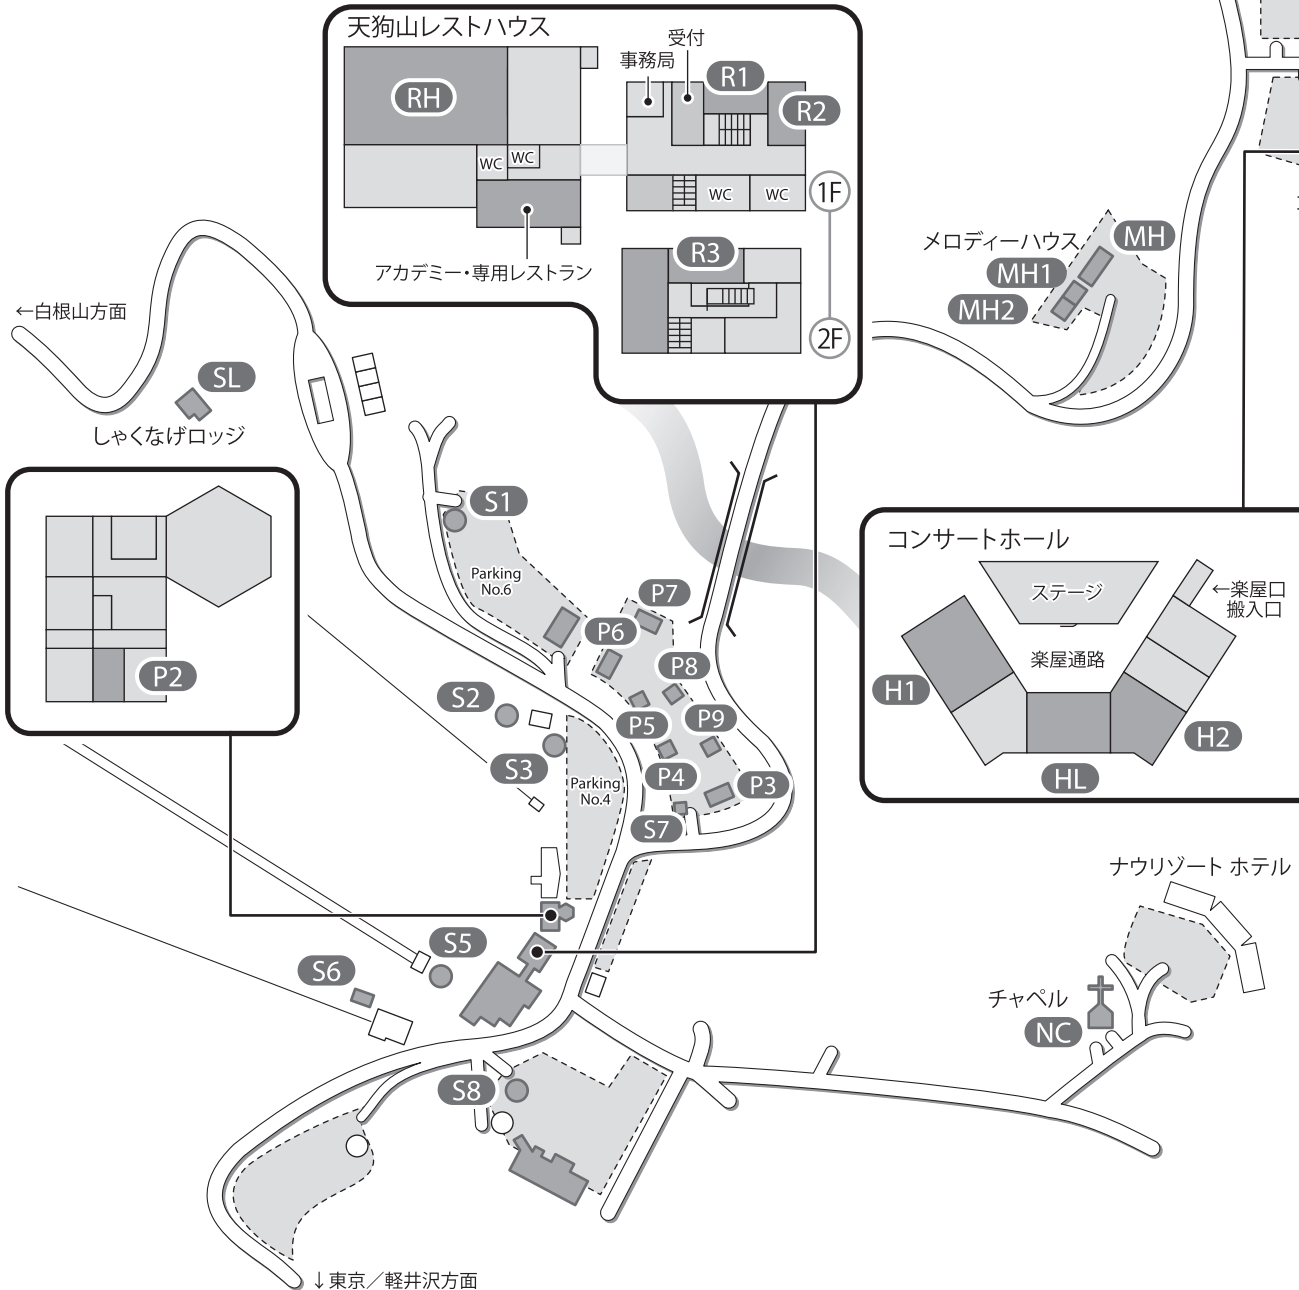 天狗山レストハウス
受付
事務局
R1
RH
R2
WC
WC
WC
WC
1F
R3
アカデミー・専用レストラン
2F
メロディーハウス
MH
MH1
MH2
←白根山方面
SL
しゃくなげロッジ
S1
Parking
No.6
コンサートホール
ステージ
←楽屋口
搬入口
楽屋通路
H1
H2
HL
P7
P6
P8
P2
S2
P5
P9
S3
P4
P3
Parking
No.4
S7
ナウリゾート ホテル
S5
S6
チャペル
NC
S8
↓東京／軽井沢方面